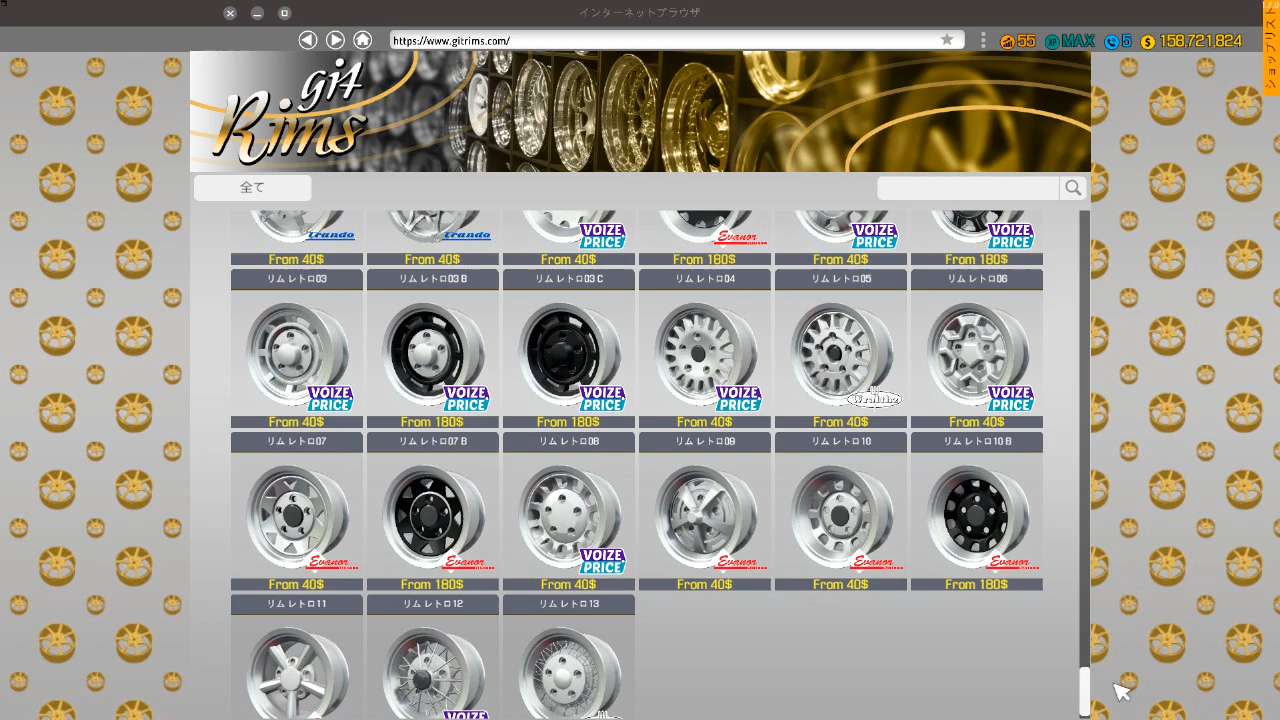 インターネットブラウザ
https://www.gitrims.com/
55
XP MAX
5
$ 158,721,824
ショップリスト
git
Rims
全て
Trando
Trando
VOIZE PRICE
Evanor
VOIZE PRICE
VOIZE PRICE
From 40$
From 40$
From 40$
From 180$
From 40$
From 180$
リム レトロ03
リム レトロ03 B
リム レトロ03 C
リム レトロ04
リム レトロ05
リム レトロ06
VOIZE PRICE
VOIZE PRICE
VOIZE PRICE
VOIZE PRICE
VOIZE PRICE
From 40$
From 180$
From 180$
From 40$
From 40$
From 40$
リム レトロ07
リム レトロ07 B
リム レトロ08
リム レトロ09
リム レトロ10
リム レトロ10 B
Evanor
Evanor
VOIZE PRICE
Evanor
Evanor
Evanor
From 40$
From 180$
From 40$
From 40$
From 40$
From 180$
リム レトロ11
リム レトロ12
リム レトロ13
VOIZE